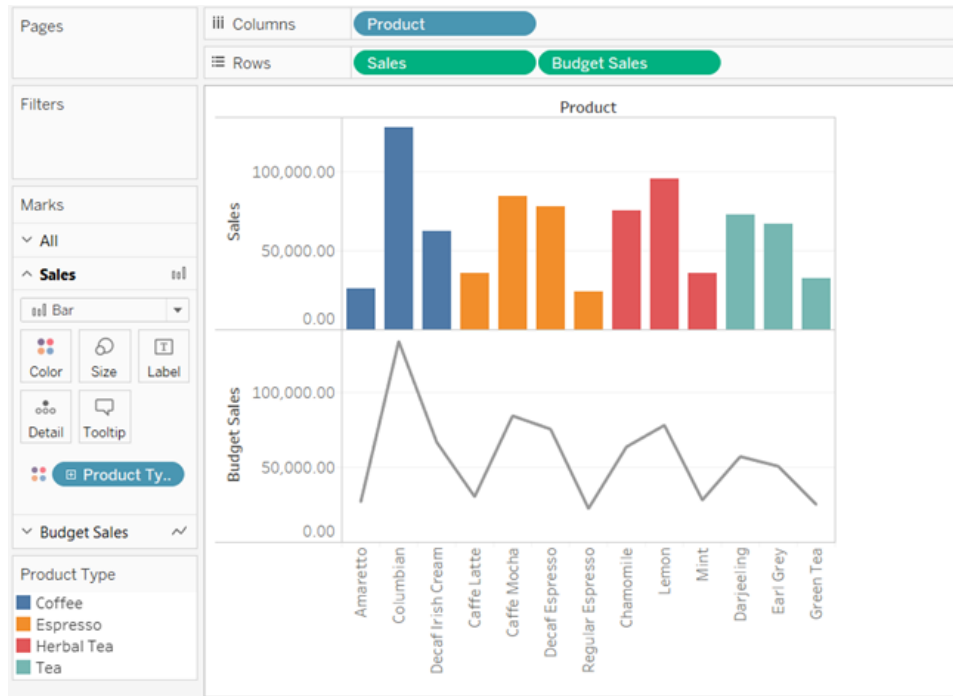 Pages
Columns
Product
Rows
Sales
Budget Sales
Filters
Marks
All
Sales
Bar
Color
Size
Label
Detail
Tooltip
Product Ty..
Budget Sales
Product Type
Coffee
Espresso
Herbal Tea
Tea
Product
Sales
100,000.00
50,000.00
0.00
Budget Sales
100,000.00
50,000.00
0.00
Amaretto
Columbian
Decaf Irish Cream
Caffe Latte
Caffe Mocha
Decaf Espresso
Regular Espresso
Chamomile
Lemon
Mint
Darjeeling
Earl Grey
Green Tea